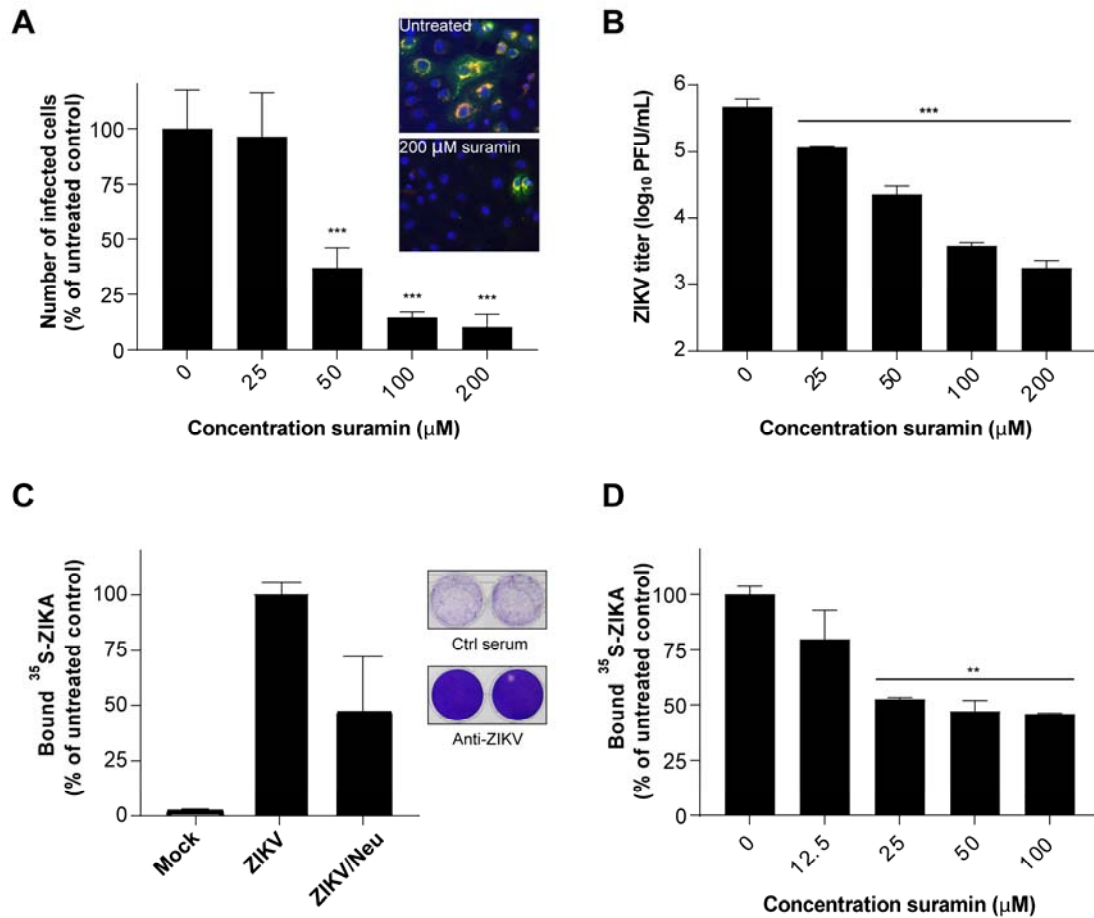 A
Number of infected cells
(% of untreated control)
100
75
50
25
0
Untreated
200 µM suramin
***
***
***
0
25
50
100
200
Concentration suramin (µM)
B
ZIKV titer (log10 PFU/mL)
6
5
4
3
2
***
0
25
50
100
200
Concentration suramin (µM)
C
Bound 35S-ZIKA
(% of untreated control)
100
75
50
25
0
Mock
ZIKV
ZIKV/Neu
Ctrl serum
Anti-ZIKV
D
Bound 35S-ZIKA
(% of untreated control)
100
75
50
25
0
**
0
12.5
25
50
100
Concentration suramin (µM)